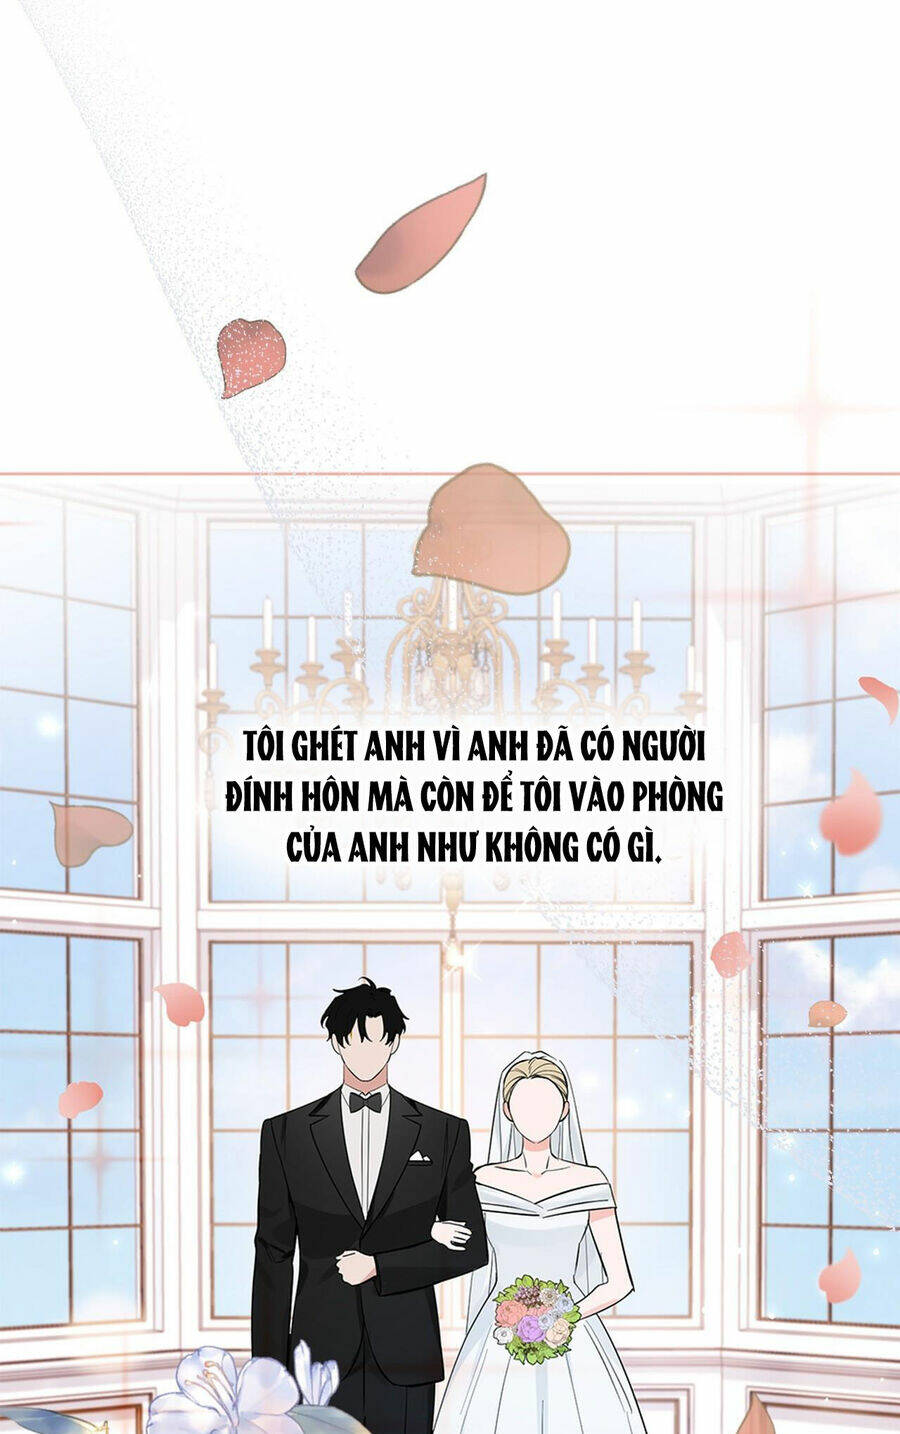 TÔI GHÉT ANH VÌ ANH ĐÃ CÓ NGƯỜI
ĐÍNH HÔN MÀ CÒN ĐỂ TÔI VÀO PHÒNG
CỦA ANH NHƯ KHÔNG CÓ GÌ.